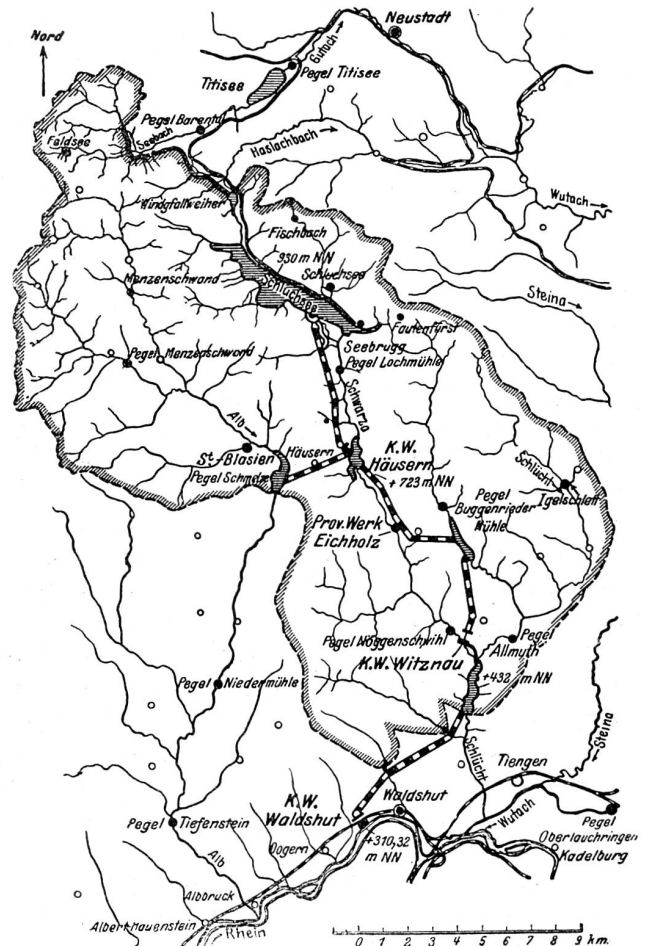 Nord
Neustadt
Gutach
Titisee
Pegel Titisee
Pegel Barental
Seebach
Feldsee
Haslachbach
Wutach
Windgfällweiher
Fischbach
930 m NN
Schluchsee
Schluchsee
Menzenschwand
Steina
Faulenfürst
Seebrugg
Pegel Menzenschwand
Pegel Lochmühle
Schwarza
Alb
St-Blasien
Häusern
K.W.
Häusern
+ 723 m NN
Pegel Schmelze
Schlücht
Igelschlatt
Pegel
Buggenrieder
Mühle
Prov. Werk
Eichholz
Pegel Noggenschwihl
Pegel
Allmuth
K.W. Witznau
+432
m NN
Pegel Niedermühle
Steina
Schlücht
Tiengen
K.W.
Waldshut
Waldshut
Pegel Tiefenstein
Wutach
Pegel
Oberlauchringen
Kadelburg
+310,32
m NN
Dogern
Alb
Albbruck
Albert-Hauenstein
Rhein
0 1 2 3 4 5 6 7 8 9 km.